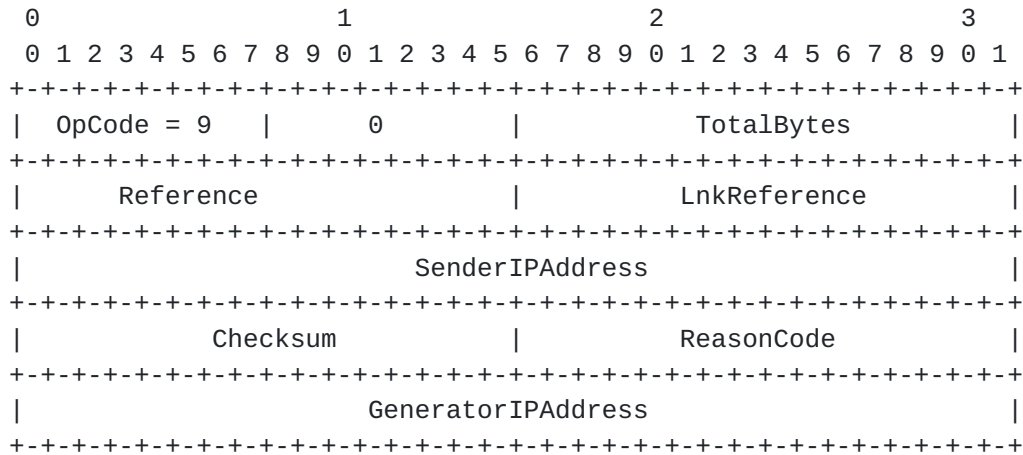 0                   1                   2                   3
 0 1 2 3 4 5 6 7 8 9 0 1 2 3 4 5 6 7 8 9 0 1 2 3 4 5 6 7 8 9 0 1
+-+-+-+-+-+-+-+-+-+-+-+-+-+-+-+-+-+-+-+-+-+-+-+-+-+-+-+-+-+-+-+-+
|  OpCode = 9   |      0        |           TotalBytes          |
+-+-+-+-+-+-+-+-+-+-+-+-+-+-+-+-+-+-+-+-+-+-+-+-+-+-+-+-+-+-+-+-+
|      Reference                |          LnkReference         |
+-+-+-+-+-+-+-+-+-+-+-+-+-+-+-+-+-+-+-+-+-+-+-+-+-+-+-+-+-+-+-+-+
|                         SenderIPAddress                       |
+-+-+-+-+-+-+-+-+-+-+-+-+-+-+-+-+-+-+-+-+-+-+-+-+-+-+-+-+-+-+-+-+
|            Checksum           |          ReasonCode           |
+-+-+-+-+-+-+-+-+-+-+-+-+-+-+-+-+-+-+-+-+-+-+-+-+-+-+-+-+-+-+-+-+
|                      GeneratorIPAddress                       |
+-+-+-+-+-+-+-+-+-+-+-+-+-+-+-+-+-+-+-+-+-+-+-+-+-+-+-+-+-+-+-+-+